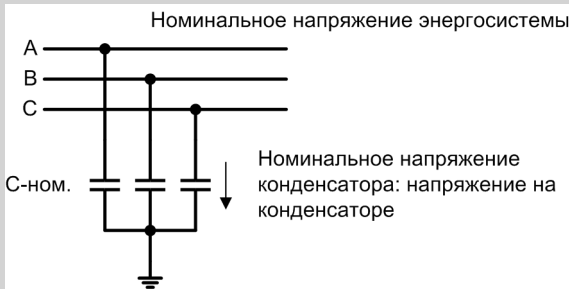 Номинальное напряжение энергосистемы
A
B
C
С-ном.
Номинальное напряжение
конденсатора: напряжение на
конденсаторе